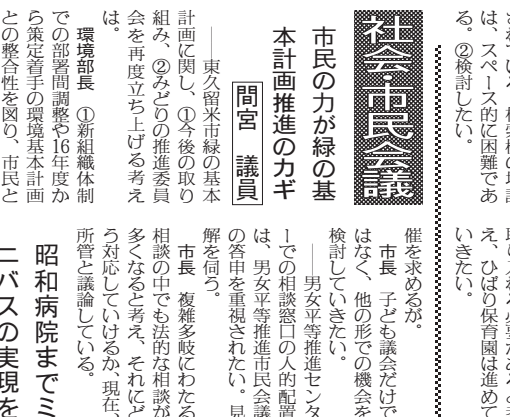 は、スペース的に困難であ
る。②検討したい。
社会・市民会議
市民の力が緑の基
本計画推進のカギ
間宮 議員
――東久留米市緑の基本
計画に関し、①今後の取り
組み、②みどりの推進委員
会を再度立ち上げる考え
は。
環境部長 ①新組織体制
での部署間調整や16年度か
ら策定着手の環境基本計画
との整合性を図り、市民と
え、ひばり保育園は進めて
いきたい。
催を求めるが。
市長 子ども議会だけで
はなく、他の形での機会を
検討していきたい。
――男女平等推進センタ
ーでの相談窓口の人的配置
は、男女平等推進市民会議
の答申を重視されたい。見
解を伺う。
市長 複雑多岐にわたる
相談の中でも法的な相談が
多くなると考え、それにど
う対応していけるか、現在、
所管と議論している。
昭和病院までミ
ニバスの実現を